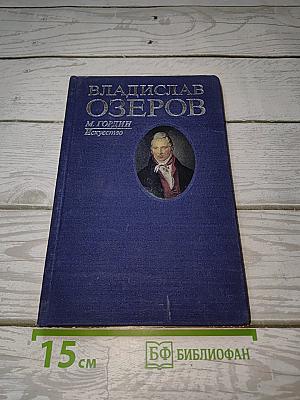 ВЛАДИСЛАВ
ОЗЕРОВ
М. ГОРДИН
Искусство
15 см
БФ БИБЛИОФАН